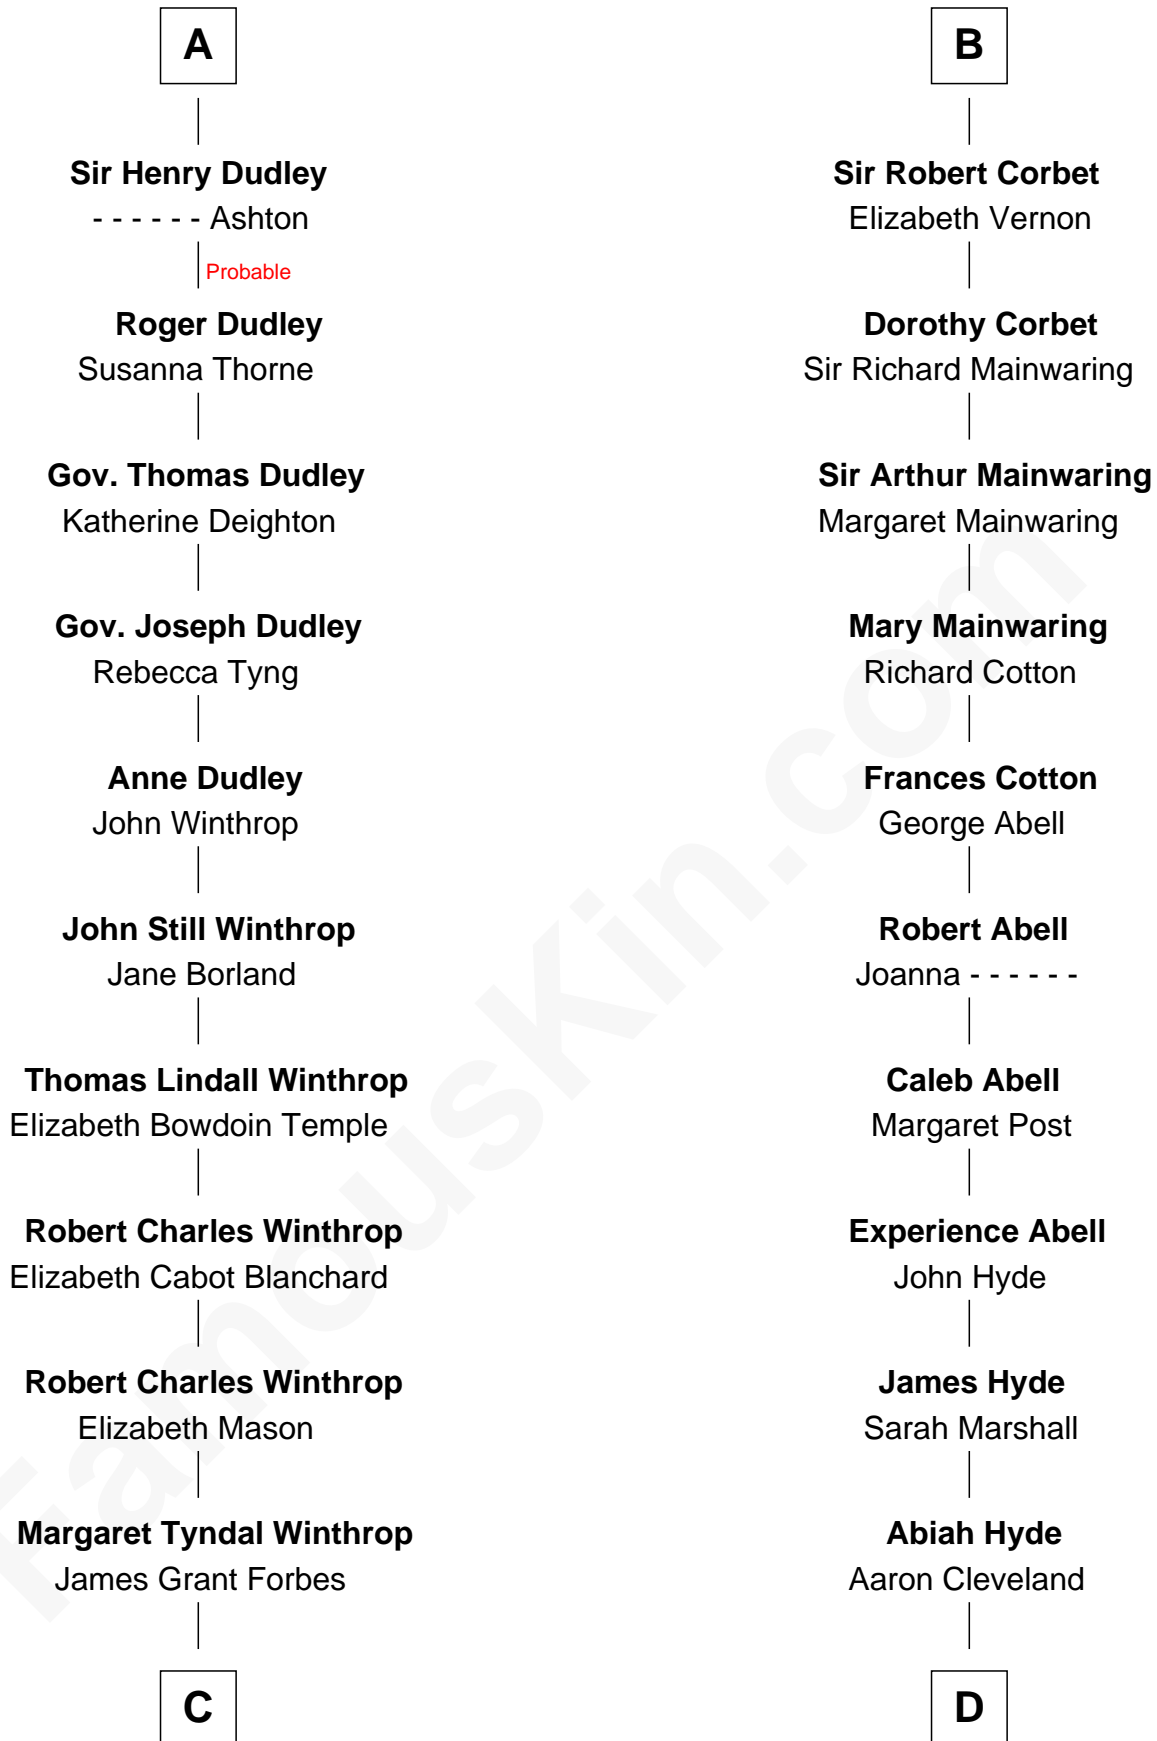 A
Sir Henry Dudley
- - - - - - Ashton
Probable
Roger Dudley
Susanna Thorne
Gov. Thomas Dudley
Katherine Deighton
Gov. Joseph Dudley
Rebecca Tyng
Anne Dudley
John Winthrop
John Still Winthrop
Jane Borland
Thomas Lindall Winthrop
Elizabeth Bowdoin Temple
Robert Charles Winthrop
Elizabeth Cabot Blanchard
Robert Charles Winthrop
Elizabeth Mason
Margaret Tyndal Winthrop
James Grant Forbes
C
B
Sir Robert Corbet
Elizabeth Vernon
Dorothy Corbet
Sir Richard Mainwaring
Sir Arthur Mainwaring
Margaret Mainwaring
Mary Mainwaring
Richard Cotton
Frances Cotton
George Abell
Robert Abell
Joanna - - - - - -
Caleb Abell
Margaret Post
Experience Abell
John Hyde
James Hyde
Sarah Marshall
Abiah Hyde
Aaron Cleveland
D
FamousKin.com